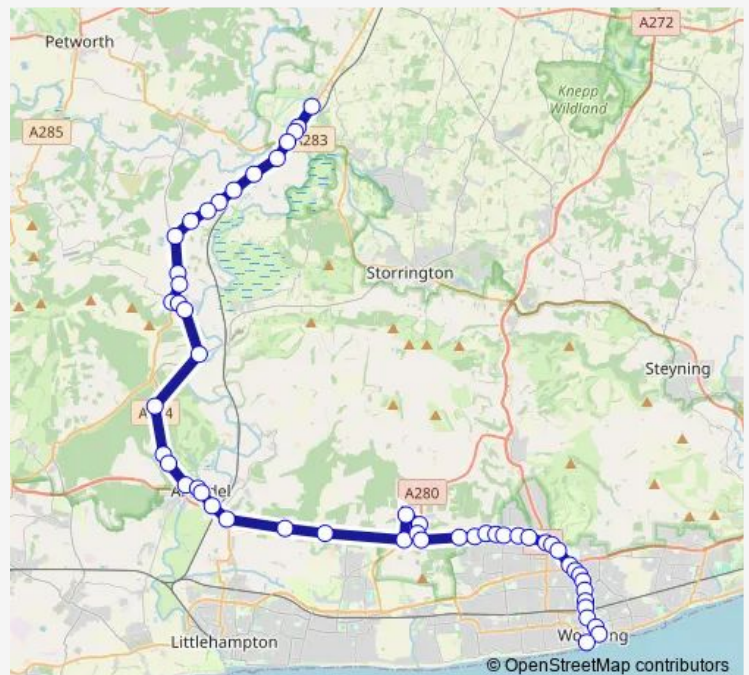 A272
Petworth
Knepp
Wildland
A285
A283
Storrington
Steyning
A280
Littlehampton
© OpenStreetMap contributors